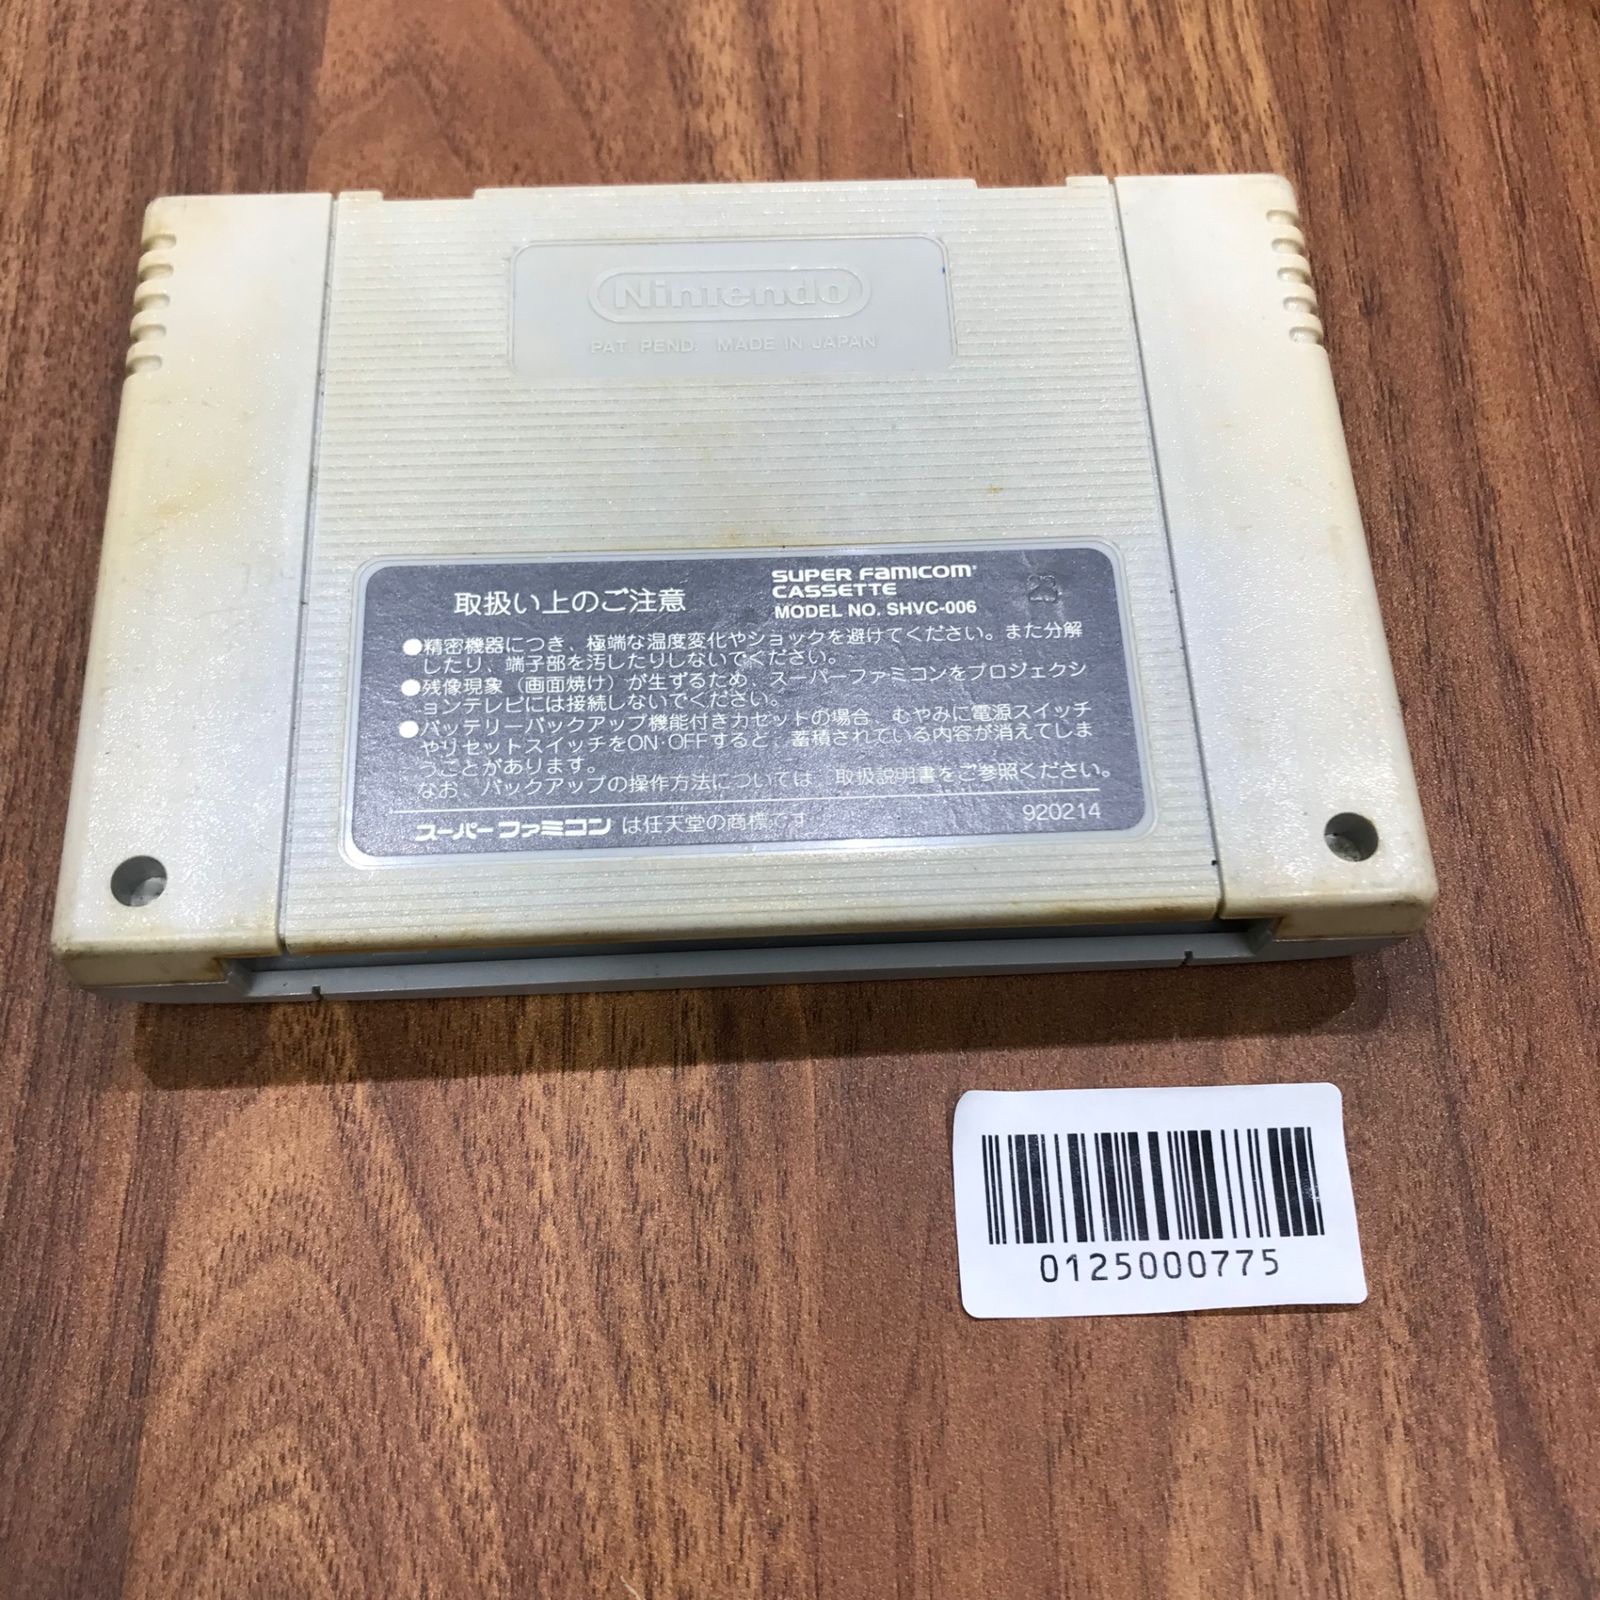 Nintendo
PAT. PEND. MADE IN JAPAN
取扱い上のご注意
SUPER FAMICOM
CASSETTE
MODEL NO. SHVC-006
23
●精密機器につき、極端な温度変化やショックを避けてください。また分解
したり、端子部を汚したりしないでください。
●残像現象（画面焼け）が生ずるため、スーパーファミコンをプロジェクシ
ョンテレビには接続しないでください。
●バッテリーバックアップ機能付きカセットの場合、むやみに電源スイッチ
やリセットスイッチをON・OFFすると、蓄積されている内容が消えてしま
うことがあります。
なお、バックアップの操作方法については、取扱説明書をご参照ください。
スーパーファミコン は任天堂の商標です
920214
0125000775